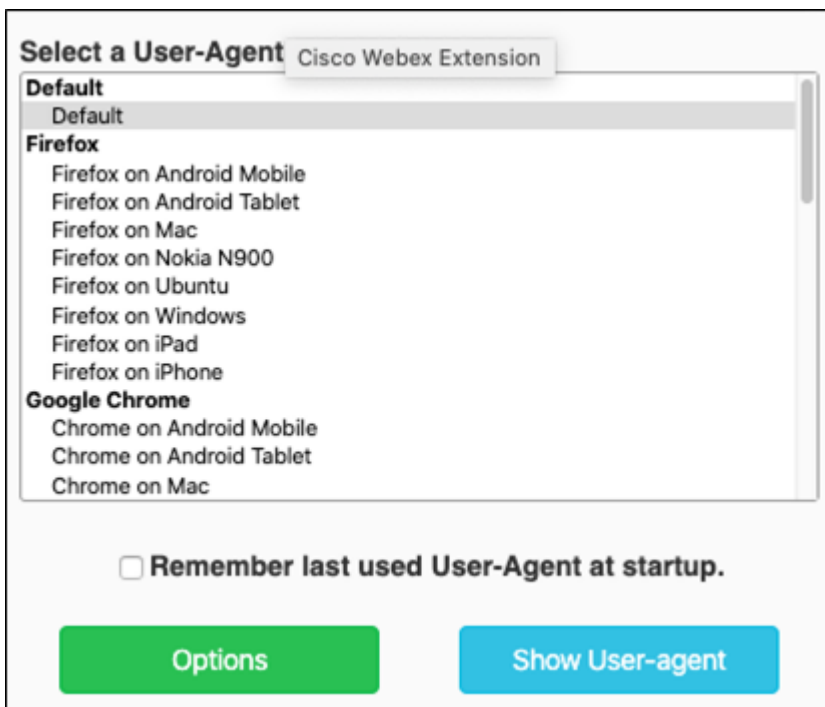 Select a User-Agent
Cisco Webex Extension
Default
Default
Firefox
Firefox on Android Mobile
Firefox on Android Tablet
Firefox on Mac
Firefox on Nokia N900
Firefox on Ubuntu
Firefox on Windows
Firefox on iPad
Firefox on iPhone
Google Chrome
Chrome on Android Mobile
Chrome on Android Tablet
Chrome on Mac
Remember last used User-Agent at startup.
Options
Show User-agent